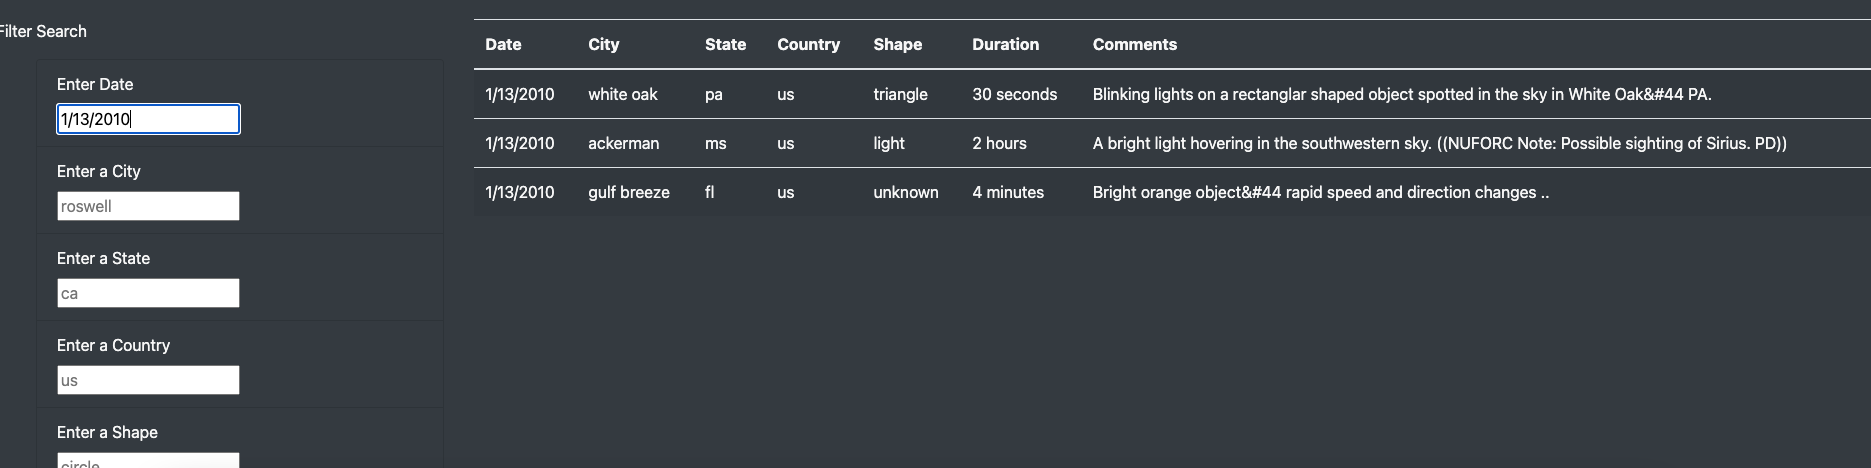 Filter Search
Enter Date
1/13/2010
Enter a City
roswell
Enter a State
ca
Enter a Country
us
Enter a Shape
circle
Date City State Country Shape Duration Comments
1/13/2010 white oak pa us triangle 30 seconds Blinking lights on a rectanglar shaped object spotted in the sky in White Oak&#44 PA.
1/13/2010 ackerman ms us light 2 hours A bright light hovering in the southwestern sky. ((NUFORC Note: Possible sighting of Sirius. PD))
1/13/2010 gulf breeze fl us unknown 4 minutes Bright orange object&#44 rapid speed and direction changes ..